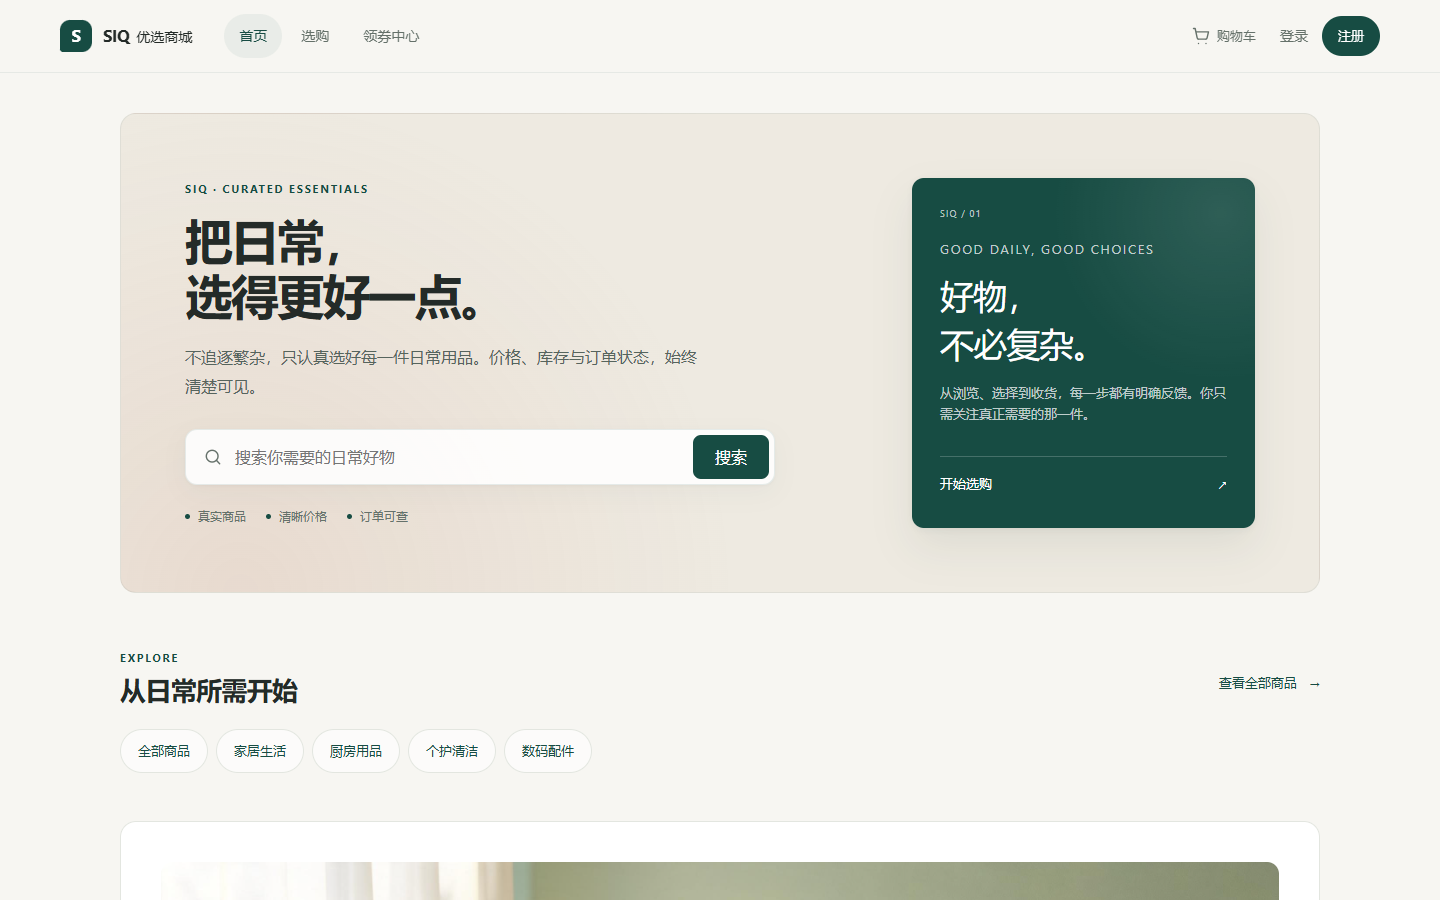 S SIQ 优选商城 首页 选购 领券中心 购物车 登录 注册
SIQ · CURATED ESSENTIALS
把日常，
选得更好一点。
不追逐繁杂，只认真选好每一件日常用品。价格、库存与订单状态，始终
清楚可见。
搜索你需要的日常好物 搜索
真实商品 清晰价格 订单可查
SIQ / 01
GOOD DAILY, GOOD CHOICES
好物，
不必复杂。
从浏览、选择到收货，每一步都有明确反馈。你只
需关注真正需要的那一件。
开始选购 ↗
EXPLORE
从日常所需开始
查看全部商品 →
全部商品 家居生活 厨房用品 个护清洁 数码配件